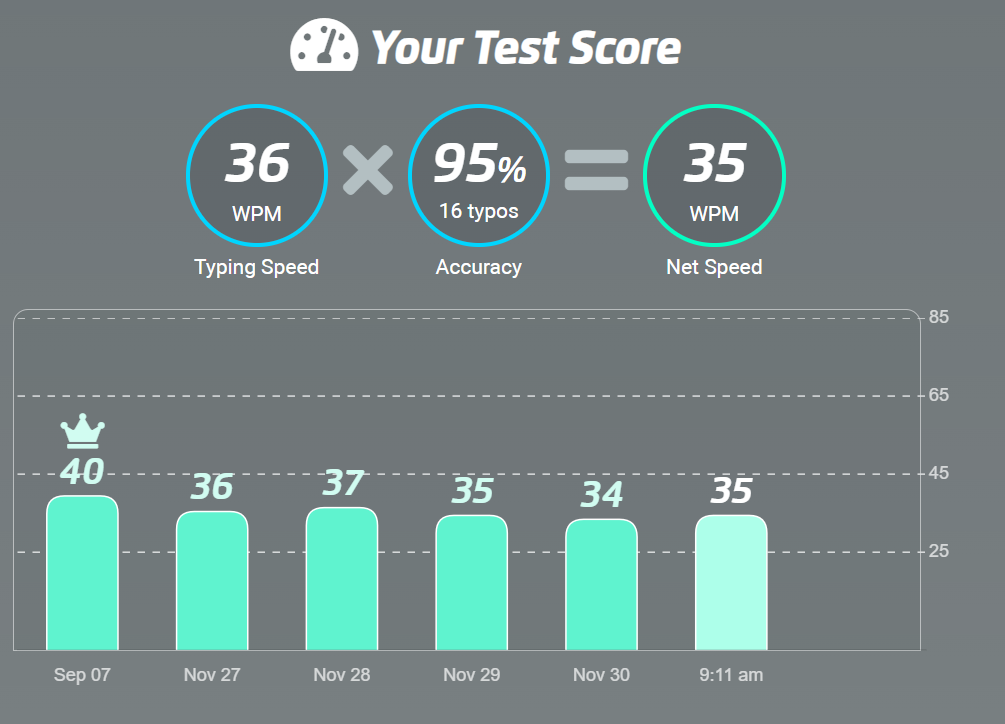 Your Test Score
36 95% 35
WPM 16 typos WPM
Typing Speed Accuracy Net Speed
85
65
45
25
40 36 37 35 34 35
Sep 07 Nov 27 Nov 28 Nov 29 Nov 30 9:11 am